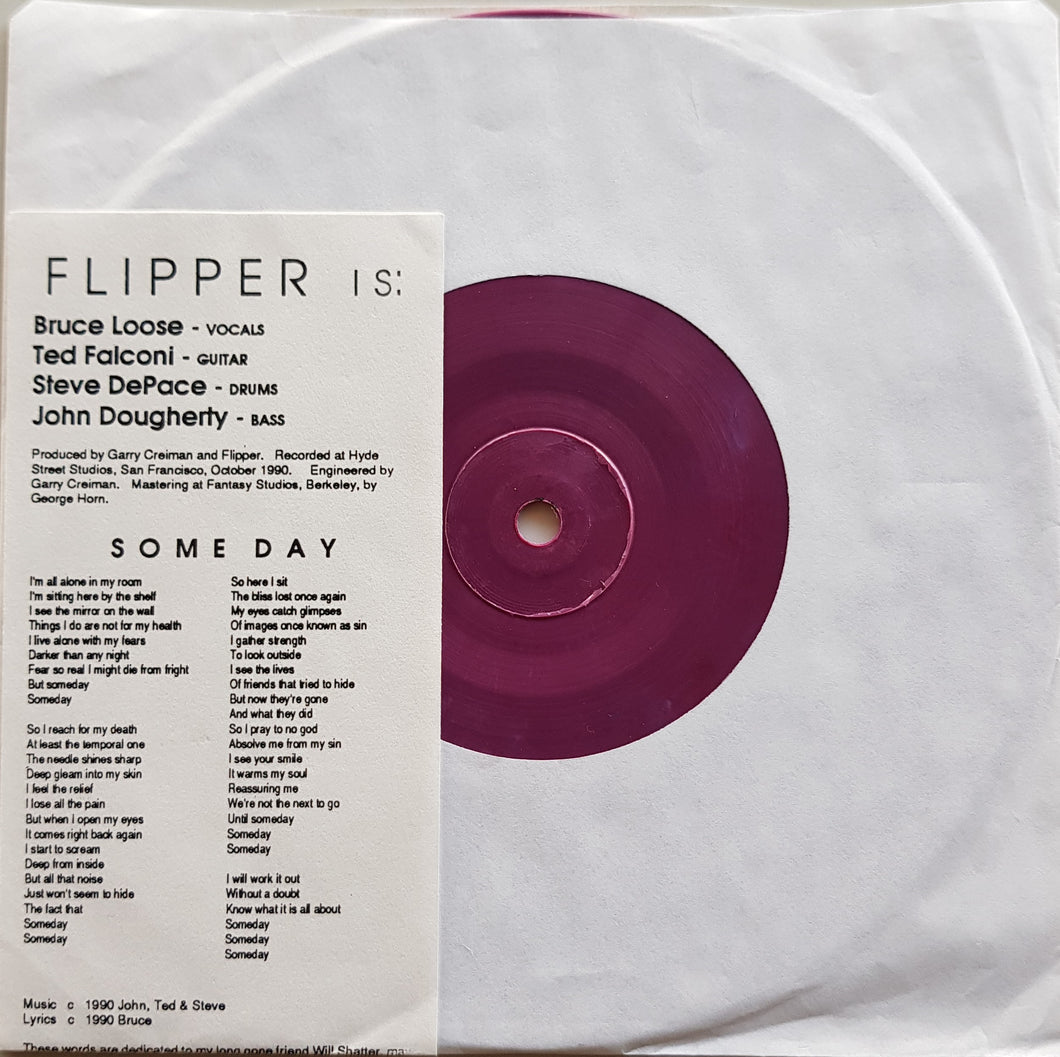 FLIPPER IS:
Bruce Loose - VOCALS
Ted Falconi - GUITAR
Steve DePace - DRUMS
John Dougherty - BASS
Produced by Garry Creiman and Flipper. Recorded at Hyde
Street Studios, San Francisco, October 1990. Engineered by
Garry Creiman. Mastering at Fantasy Studios, Berkeley, by
George Horn.
SOME DAY
I'm all alone in my room
I'm sitting here by the shelf
I see the mirror on the wall
Things I do are not for my health
I live alone with my fears
Darker than any night
Fear so real I might die from fright
But someday
Someday
So I reach for my death
At least the temporal one
The needle shines sharp
Deep gleam into my skin
I feel the relief
I lose all the pain
But when I open my eyes
It comes right back again
I start to scream
Deep from inside
But all that noise
Just won't seem to hide
The fact that
Someday
Someday
So here I sit
The bliss lost once again
My eyes catch glimpses
Of images once known as sin
I gather strength
To look outside
I see the lives
Of friends that tried to hide
But now they're gone
And what they did
So I pray to no god
Absolve me from my sin
I see your smile
It warms my soul
Reassuring me
We're not the next to go
Until someday
Someday
Someday
I will work it out
Without a doubt
Know what it is all about
Someday
Someday
Someday
Music c 1990 John, Ted & Steve
Lyrics c 1990 Bruce
These words are dedicated to my long gone friend Will Shatter,